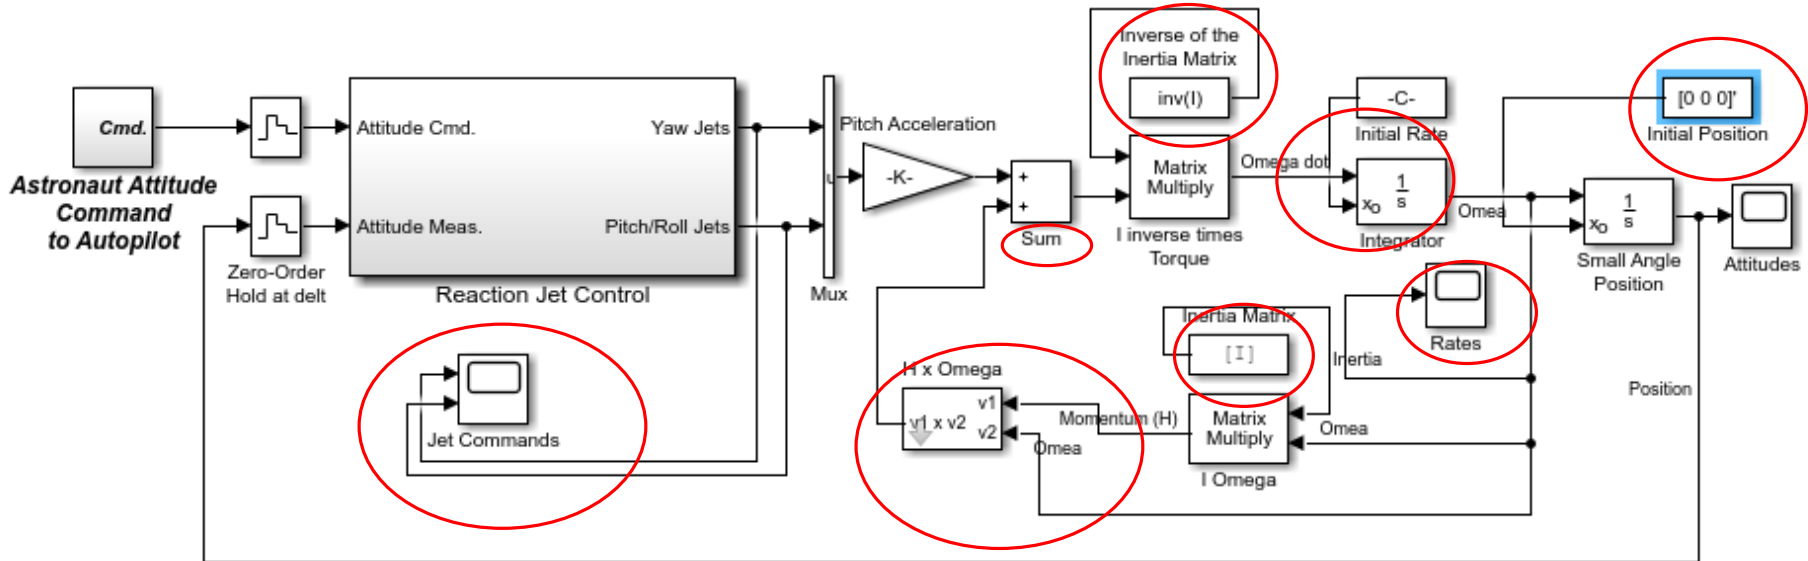 Cmd.
Astronaut Attitude
Command
to Autopilot
Zero-Order
Hold at delt
Attitude Cmd.
Attitude Meas.
Yaw Jets
Pitch/Roll Jets
Reaction Jet Control
Jet Commands
Mux
Pitch Acceleration
-K-
+
+
Sum
Inverse of the
Inertia Matrix
inv(I)
Matrix
Multiply
I inverse times
Torque
Omega dot
-C-
Initial Rate
1
s
xo
Integrator
Omea
[0 0 0]'
Initial Position
1
s
xo
Small Angle
Position
Attitudes
Rates
Inertia Matrix
[I]
Inertia
Matrix
Multiply
I Omega
Omea
Momentum (H)
Omea
H x Omega
v1
v1 x v2
v2
Position